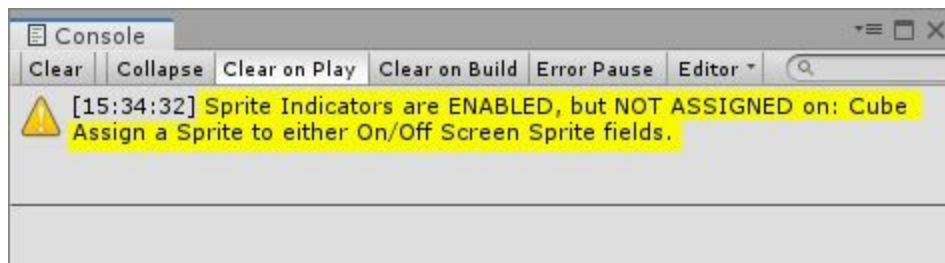 Console
Clear Collapse Clear on Play Clear on Build Error Pause Editor
[15:34:32] Sprite Indicators are ENABLED, but NOT ASSIGNED on: Cube
Assign a Sprite to either On/Off Screen Sprite fields.